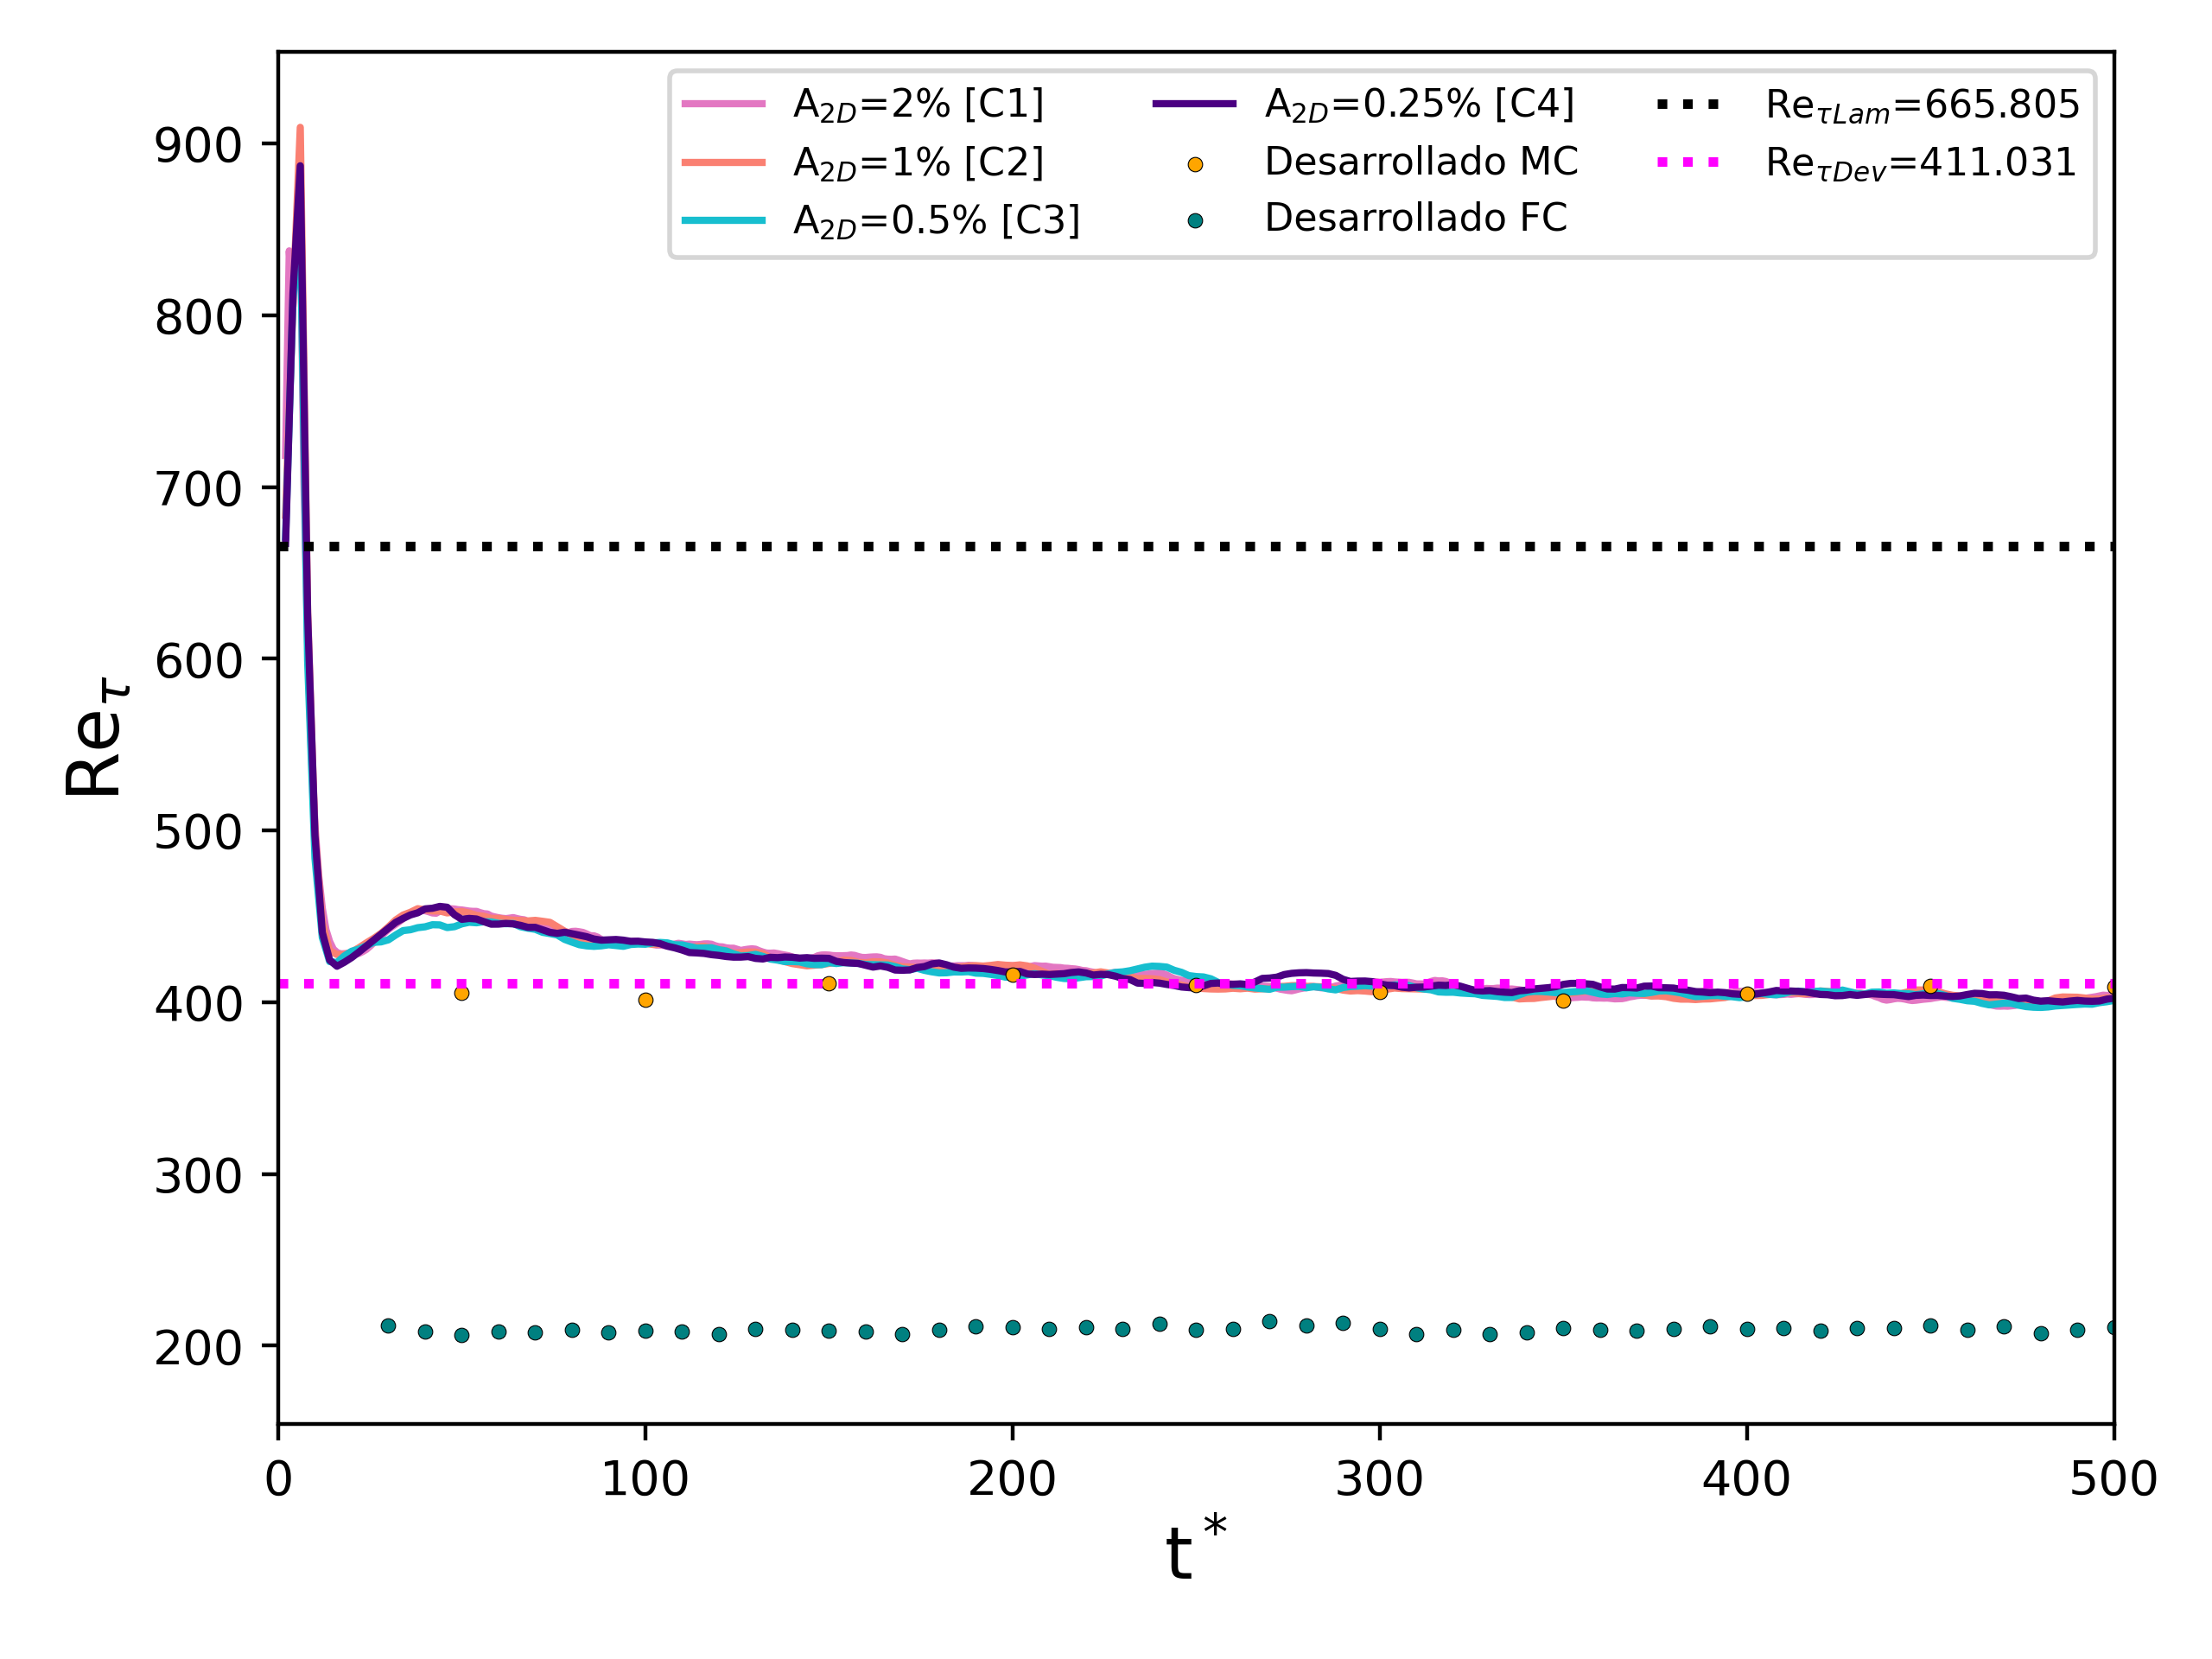 A2D=2% [C1]
A2D=1% [C2]
A2D=0.5% [C3]
A2D=0.25% [C4]
Desarrollado MC
Desarrollado FC
ReτLam=665.805
ReτDev=411.031
Reτ
900
800
700
600
500
400
300
200
0 100 200 300 400 500
t*